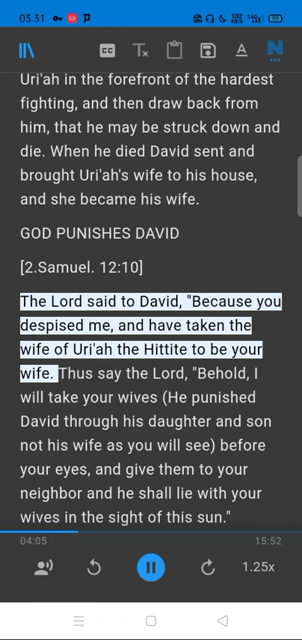 03.31
CC
Uri'ah in the forefront of the hardest
fighting, and then draw back from
him, that he may be struck down and
die. When he died David sent and
brought Uri'ah's wife to his house,
and she became his wife.
GOD PUNISHES DAVID
[2.Samuel. 12:10]
The Lord said to David, "Because you
despised me, and have taken the
wife of Uri'ah the Hittite to be your
wife. Thus say the Lord, "Behold, I
will take your wives (He punished
David through his daughter and son
not his wife as you will see) before
your eyes, and give them to your
neighbor and he shall lie with your
wives in the sight of this sun."
04:05
15:52
1.25x